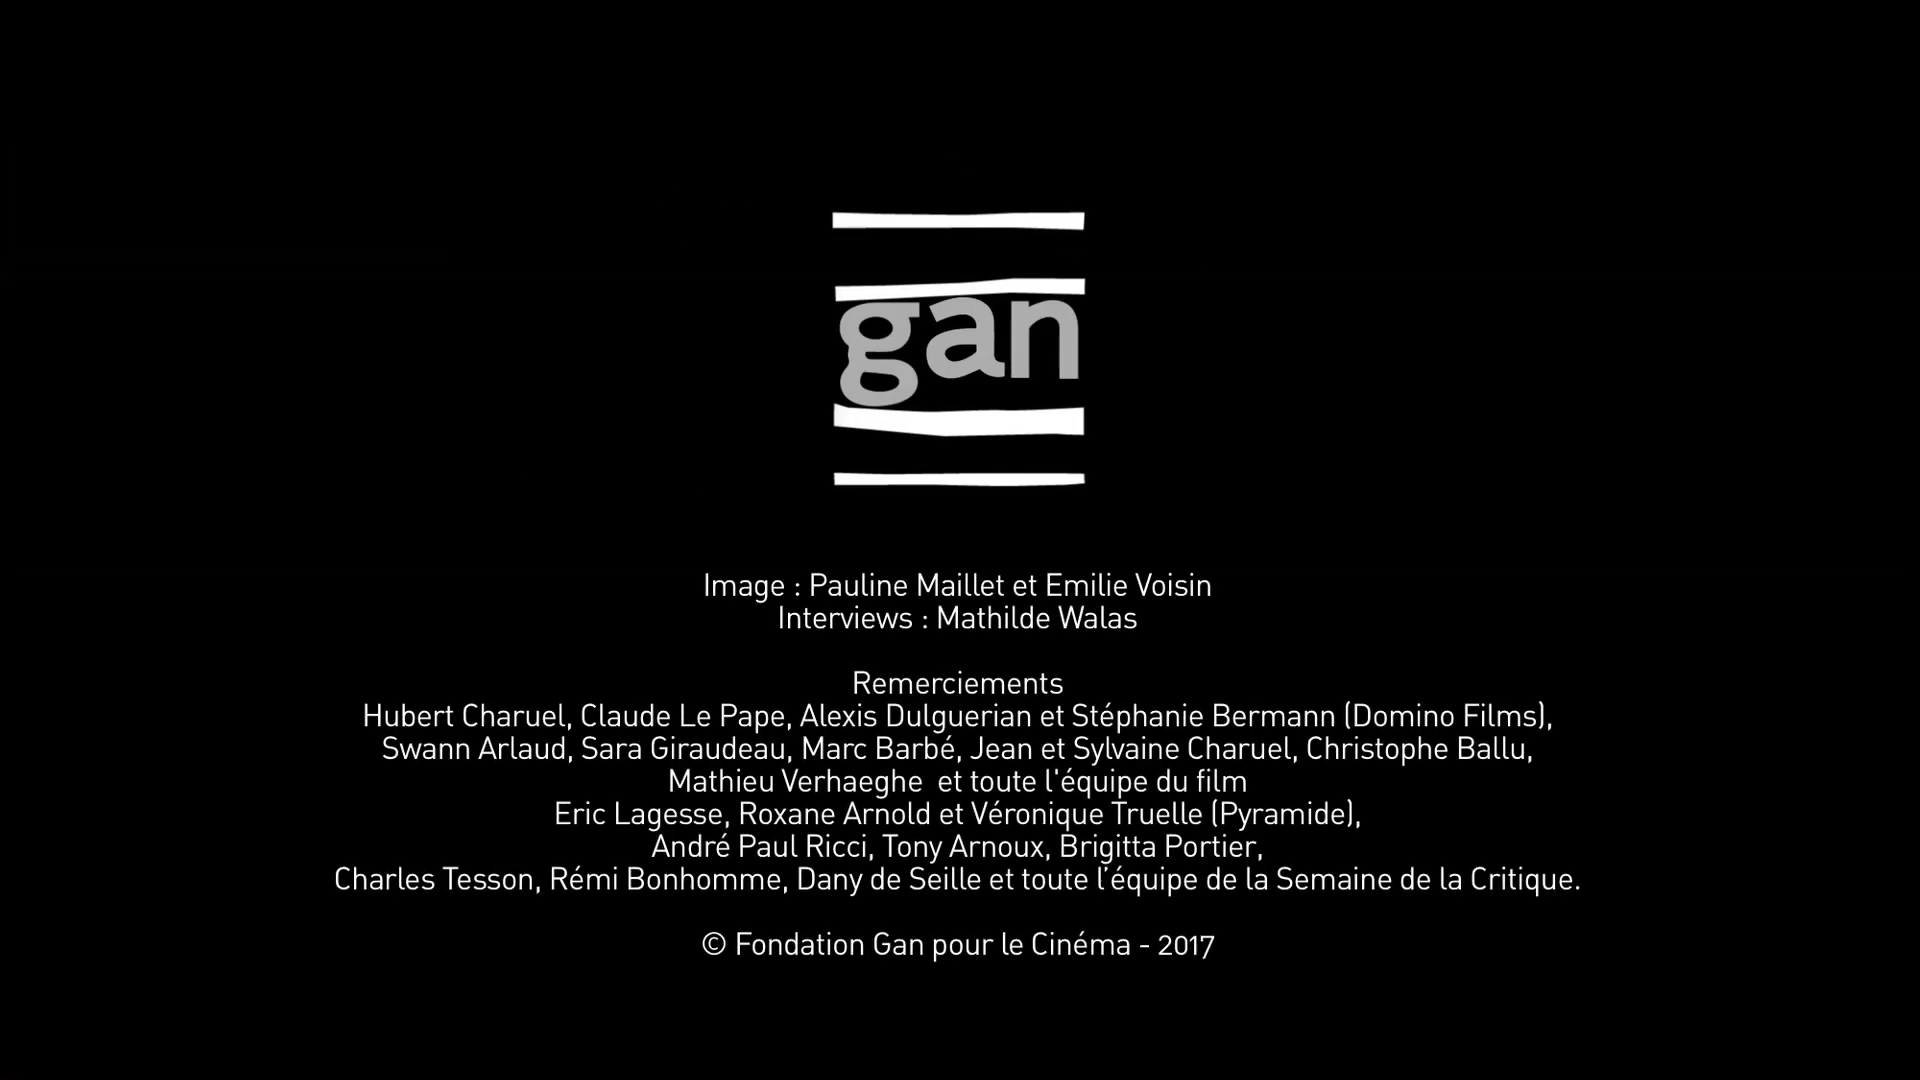 gan
Image : Pauline Maillet et Emilie Voisin
Interviews : Mathilde Walas
Remerciements
Hubert Charuel, Claude Le Pape, Alexis Dulguerian et Stéphanie Bermann (Domino Films),
Swann Arlaud, Sara Giraudeau, Marc Barbé, Jean et Sylvaine Charuel, Christophe Ballu,
Mathieu Verhaeghe  et toute l'équipe du film
Eric Lagesse, Roxane Arnold et Véronique Truelle (Pyramide),
André Paul Ricci, Tony Arnoux, Brigitta Portier,
Charles Tesson, Rémi Bonhomme, Dany de Seille et toute l’équipe de la Semaine de la Critique.
© Fondation Gan pour le Cinéma - 2017